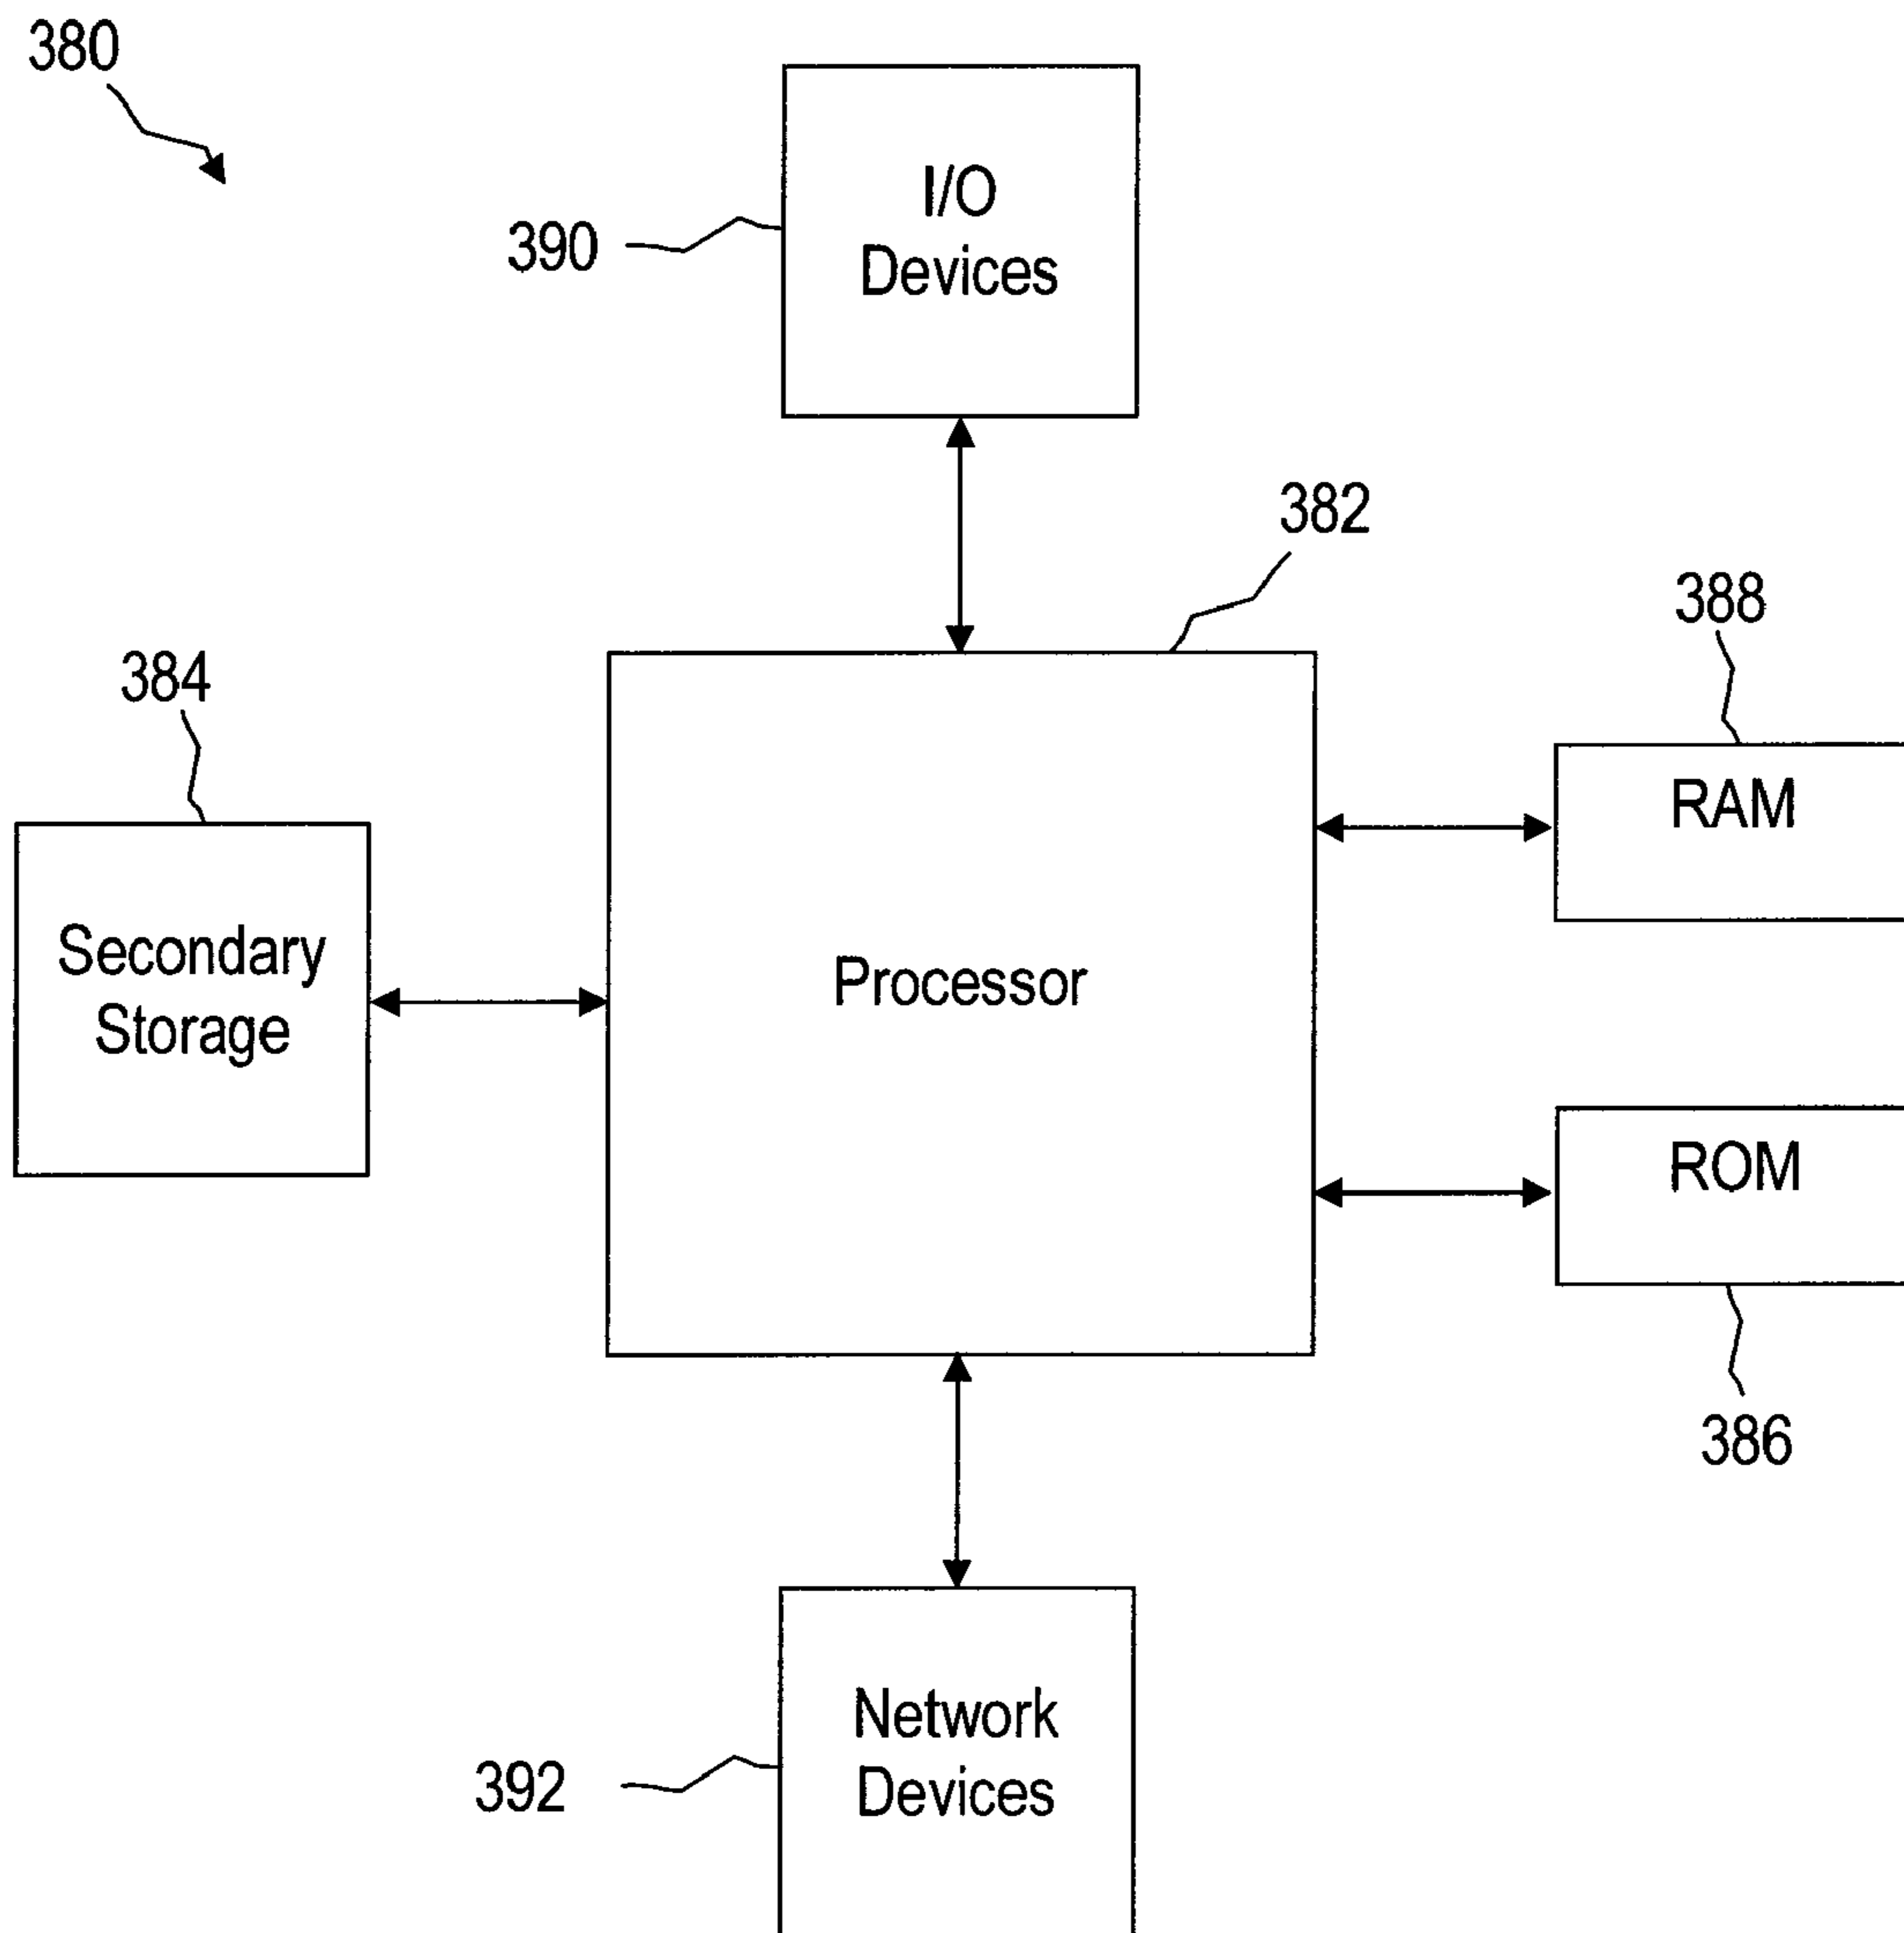 380
I/O
Devices
390
382
388
384
RAM
Secondary
Storage
Processor
ROM
386
Network
Devices
392